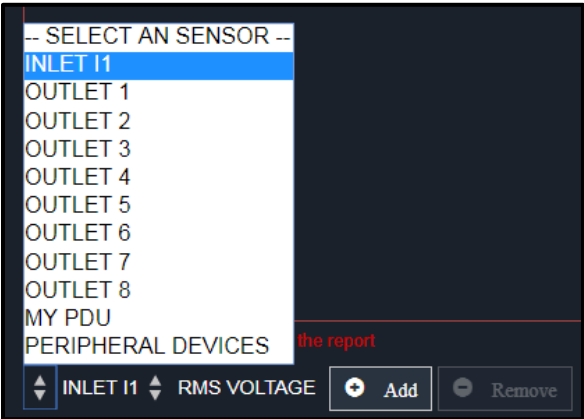 -- SELECT AN SENSOR --
INLET I1
OUTLET 1
OUTLET 2
OUTLET 3
OUTLET 4
OUTLET 5
OUTLET 6
OUTLET 7
OUTLET 8
MY PDU
PERIPHERAL DEVICES the report
INLET I1 RMS VOLTAGE Add Remove